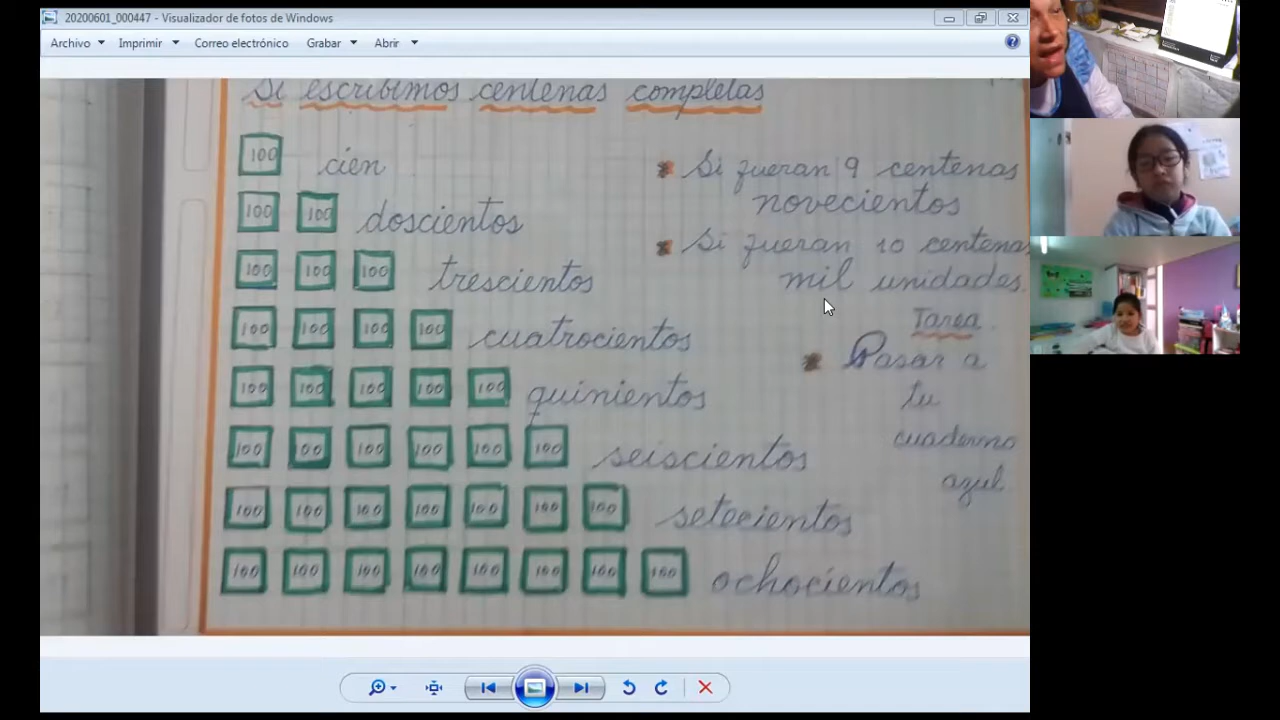 20200601_000447 - Visualizador de fotos de Windows
Archivo Imprimir Correo electrónico Grabar Abrir
Si escribimos centenas completas
100 cien
100 100 doscientos
100 100 100 trescientos
100 100 100 100 cuatrocientos
100 100 100 100 100 quinientos
100 100 100 100 100 100 seiscientos
100 100 100 100 100 100 100 setecientos
100 100 100 100 100 100 100 100 ochocientos
Si fueran 9 centenas
novecientos
Si fueran 10 centenas
mil unidades.
Tarea.
Pasar a
tu
cuaderno
azul